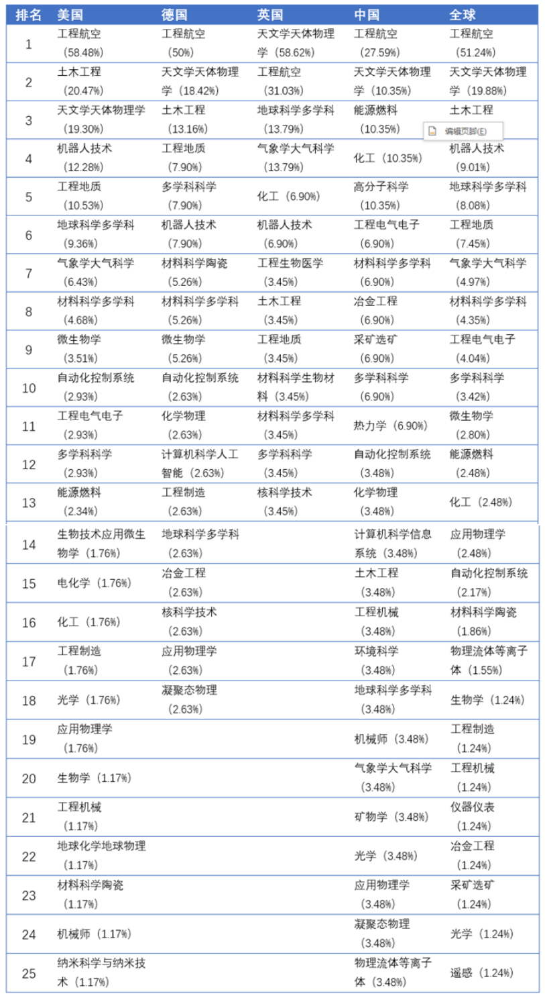 排名 美国 德国 英国 中国 全球
1 工程航空 工程航空 天文学天体物理 工程航空 工程航空
（58.48%） （50%） 学（58.62%） （27.59%） （51.24%）
2 土木工程 天文学天体物理 工程航空 天文学天体物理 天文学天体物理
（20.47%） 学（18.42%） （31.03%） 学（10.35%） 学（19.88%）
3 天文学天体物理学 土木工程 地球科学多学科 能源燃料 土木工程
（19.30%） （13.16%） （13.79%） （10.35%） 编辑页脚(E)
4 机器人技术 工程地质 气象学大气科学 化工（10.35%） 机器人技术
（12.28%） （7.90%） （13.79%） （9.01%）
5 工程地质 多学科科学 化工（6.90%） 高分子科学 地球科学多学科
（10.53%） （7.90%） （10.35%） （8.08%）
6 地球科学多学科 机器人技术 机器人技术 工程电气电子 工程地质
（9.36%） （7.90%） （6.90%） （6.90%） （7.45%）
7 气象学大气科学 材料科学陶瓷 工程生物医学 材料科学多学科 气象学大气科学
（6.43%） （5.26%） （3.45%） （6.90%） （4.97%）
8 材料科学多学科 材料科学多学科 土木工程 冶金工程 材料科学多学科
（4.68%） （5.26%） （3.45%） （6.90%） （4.35%）
9 微生物学 微生物学 工程地质 采矿选矿 工程电气电子
（3.51%） （5.26%） （3.45%） （6.90%） （4.04%）
10 自动化控制系统 自动化控制系统 材料科学生物材 多学科科学 多学科科学
（2.93%） （2.63%） 料（3.45%） （6.90%） （3.42%）
11 工程电气电子 化学物理 材料科学多学科 热力学（6.90%） 微生物学
（2.93%） （2.63%） （3.45%） （2.80%）
12 多学科科学 计算机科学人工 多学科科学 自动化控制系统 能源燃料
（2.93%） 智能（2.63%） （3.45%） （3.48%） （2.48%）
13 能源燃料 工程制造 核科学技术 化学物理 化工（2.48%）
（2.34%） （2.63%） （3.45%） （3.48%）
14 生物技术应用微生 地球科学多学科 计算机科学信息 应用物理学
物学（1.76%） （2.63%） 系统（3.48%） （2.48%）
15 电化学（1.76%） 冶金工程 土木工程 自动化控制系统
（2.63%） （3.48%） （2.17%）
16 化工（1.76%） 核科学技术 工程机械 材料科学陶瓷
（2.63%） （3.48%） （1.86%）
17 工程制造 应用物理学 环境科学 物理流体等离子
（1.76%） （2.63%） （3.48%） 体（1.55%）
18 光学（1.76%） 凝聚态物理 地球科学多学科 生物学（1.24%）
（2.63%） （3.48%）
19 应用物理学 机械师（3.48%） 工程制造
（1.76%） （1.24%）
20 生物学（1.17%） 气象学大气科学 工程机械
（3.48%） （1.24%）
21 工程机械 矿物学（3.48%） 仪器仪表
（1.17%） （1.24%）
22 地球化学地球物理 光学（3.48%） 冶金工程
（1.17%） （1.24%）
23 材料科学陶瓷 应用物理学 采矿选矿
（1.17%） （3.48%） （1.24%）
24 机械师（1.17%） 凝聚态物理 光学（1.24%）
（3.48%）
25 纳米科学与纳米技 物理流体等离子 遥感（1.24%）
术（1.17%） 体（3.48%）